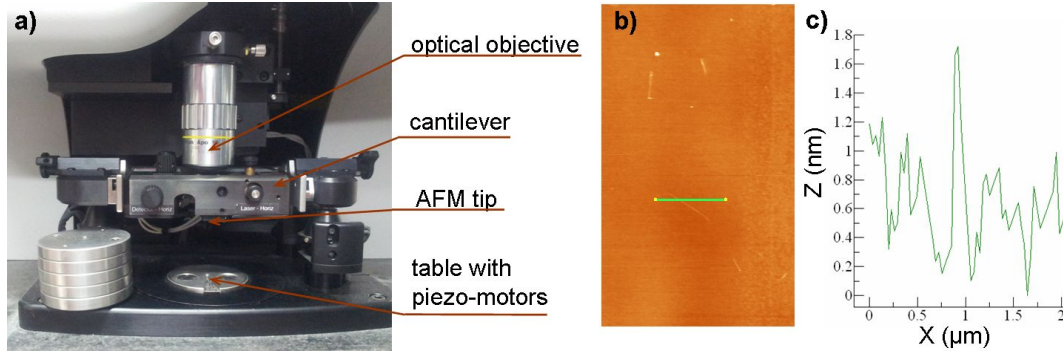 a)
optical objective
cantilever
AFM tip
table with
piezo-motors
Laser - Horiz
b)
c)
Z (nm)
1.8
1.6
1.4
1.2
1
0.8
0.6
0.4
0.2
0
0
0.5
1
1.5
2
X (µm)